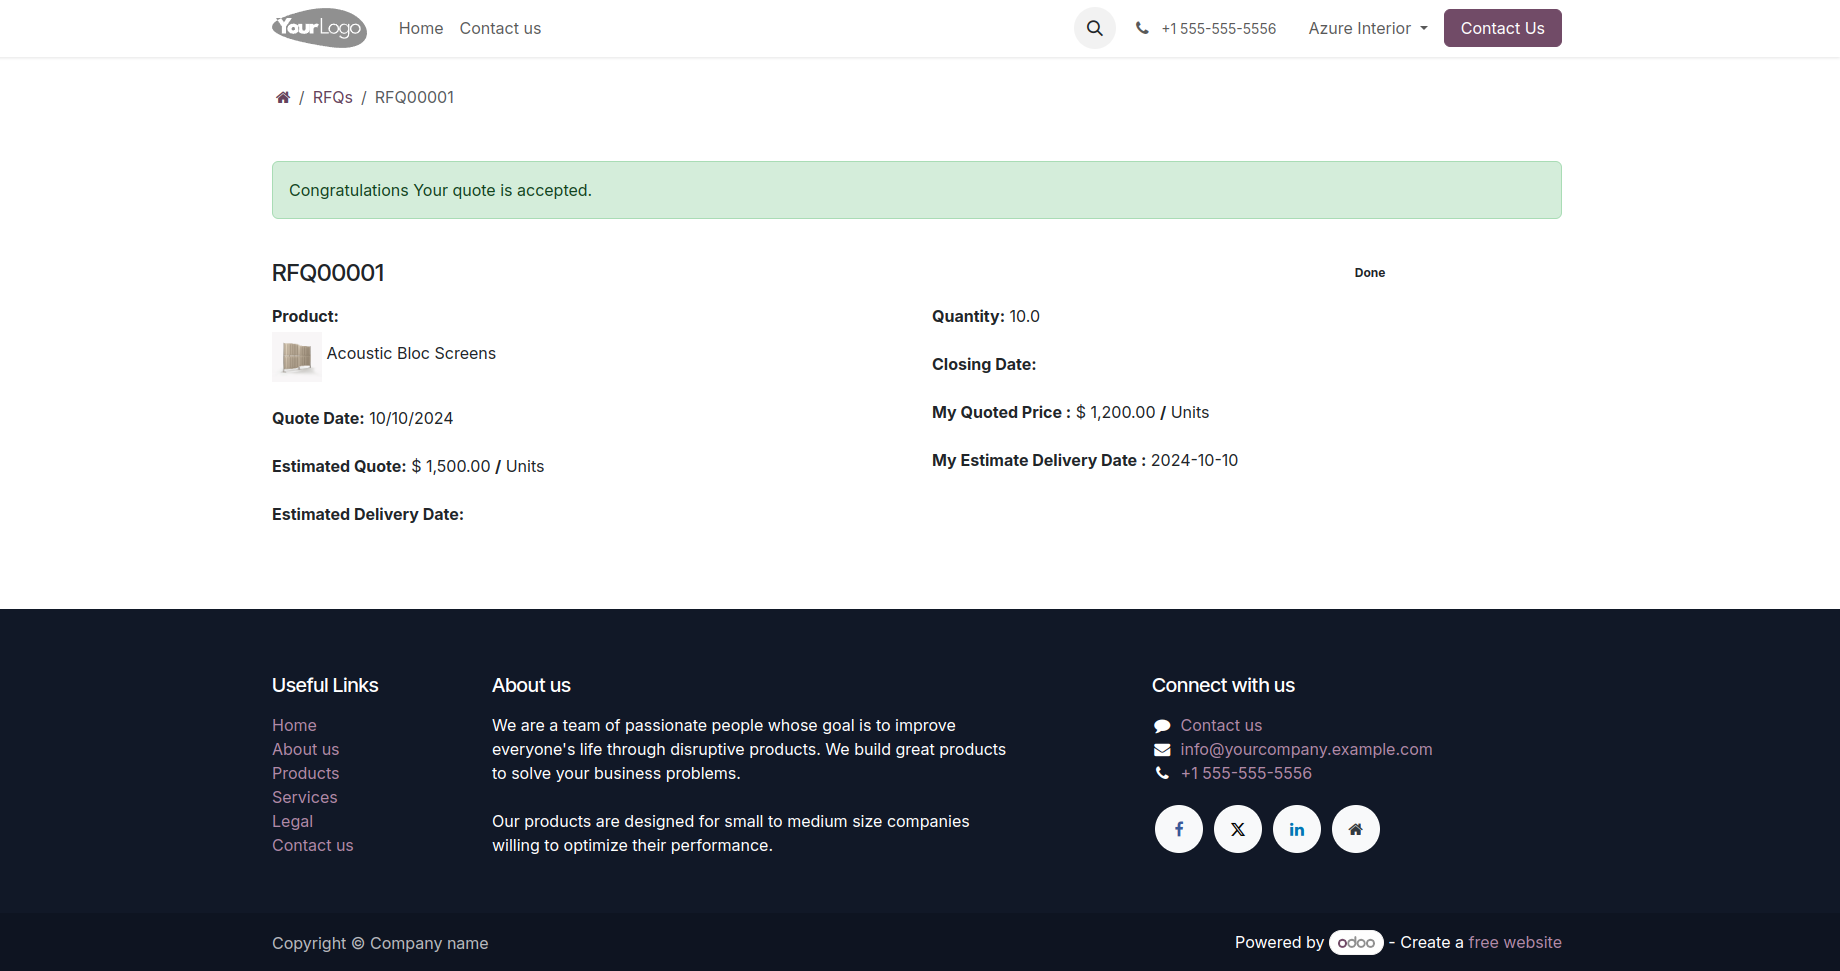 YourLogo
Home
Contact us
+1 555-555-5556
Azure Interior
Contact Us
/ RFQs / RFQ00001
Congratulations Your quote is accepted.
RFQ00001
Done
Product:
Acoustic Bloc Screens
Quote Date: 10/10/2024
Estimated Quote: $ 1,500.00 / Units
Estimated Delivery Date:
Quantity: 10.0
Closing Date:
My Quoted Price : $ 1,200.00 / Units
My Estimate Delivery Date : 2024-10-10
Useful Links
Home
About us
Products
Services
Legal
Contact us
About us
We are a team of passionate people whose goal is to improve
everyone's life through disruptive products. We build great products
to solve your business problems.
Our products are designed for small to medium size companies
willing to optimize their performance.
Connect with us
Contact us
info@yourcompany.example.com
+1 555-555-5556
Copyright © Company name
Powered by odoo - Create a free website